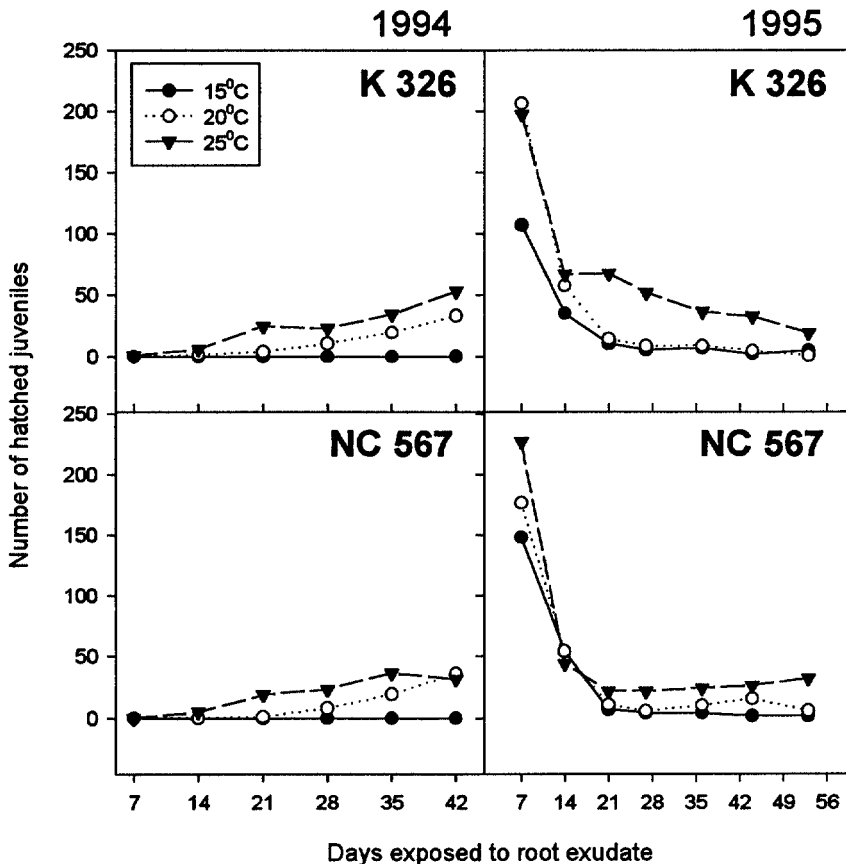 1994
1995
250
200
150
100
50
0
K 326
15⁰C
20⁰C
25⁰C
K 326
250
200
150
100
50
0
NC 567
NC 567
Number of hatched juveniles
7 14 21 28 35 42
7 14 21 28 35 42 49 56
Days exposed to root exudate